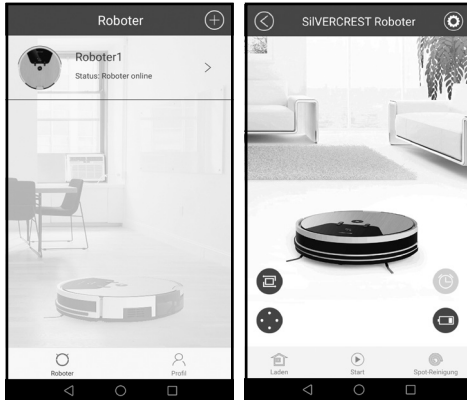 Roboter
Roboter1
Status: Roboter online
Roboter
Profil
SilVERCREST Roboter
Laden
Start
Spot-Reinigung